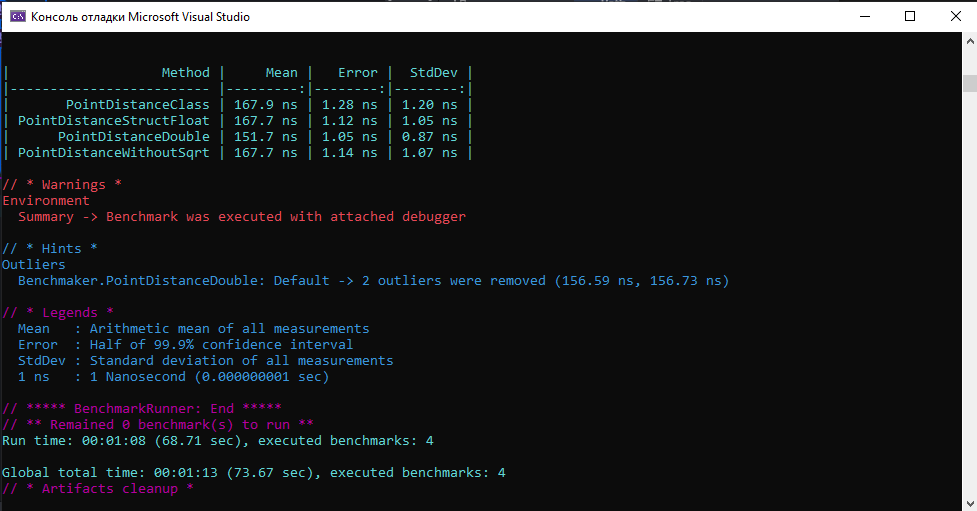 C:\ Консоль отладки Microsoft Visual Studio
|                   Method |     Mean |   Error |  StdDev |
|------------------------- |---------:|--------:|--------:|
|       PointDistanceClass | 167.9 ns | 1.28 ns | 1.20 ns |
| PointDistanceStructFloat | 167.7 ns | 1.12 ns | 1.05 ns |
|      PointDistanceDouble | 151.7 ns | 1.05 ns | 0.87 ns |
| PointDistanceWithoutSqrt | 167.7 ns | 1.14 ns | 1.07 ns |
// * Warnings *
Environment
  Summary -> Benchmark was executed with attached debugger
// * Hints *
Outliers
  Benchmaker.PointDistanceDouble: Default -> 2 outliers were removed (156.59 ns, 156.73 ns)
// * Legends *
  Mean   : Arithmetic mean of all measurements
  Error  : Half of 99.9% confidence interval
  StdDev : Standard deviation of all measurements
  1 ns   : 1 Nanosecond (0.000000001 sec)
// ***** BenchmarkRunner: End *****
// ** Remained 0 benchmark(s) to run **
Run time: 00:01:08 (68.71 sec), executed benchmarks: 4
Global total time: 00:01:13 (73.67 sec), executed benchmarks: 4
// * Artifacts cleanup *